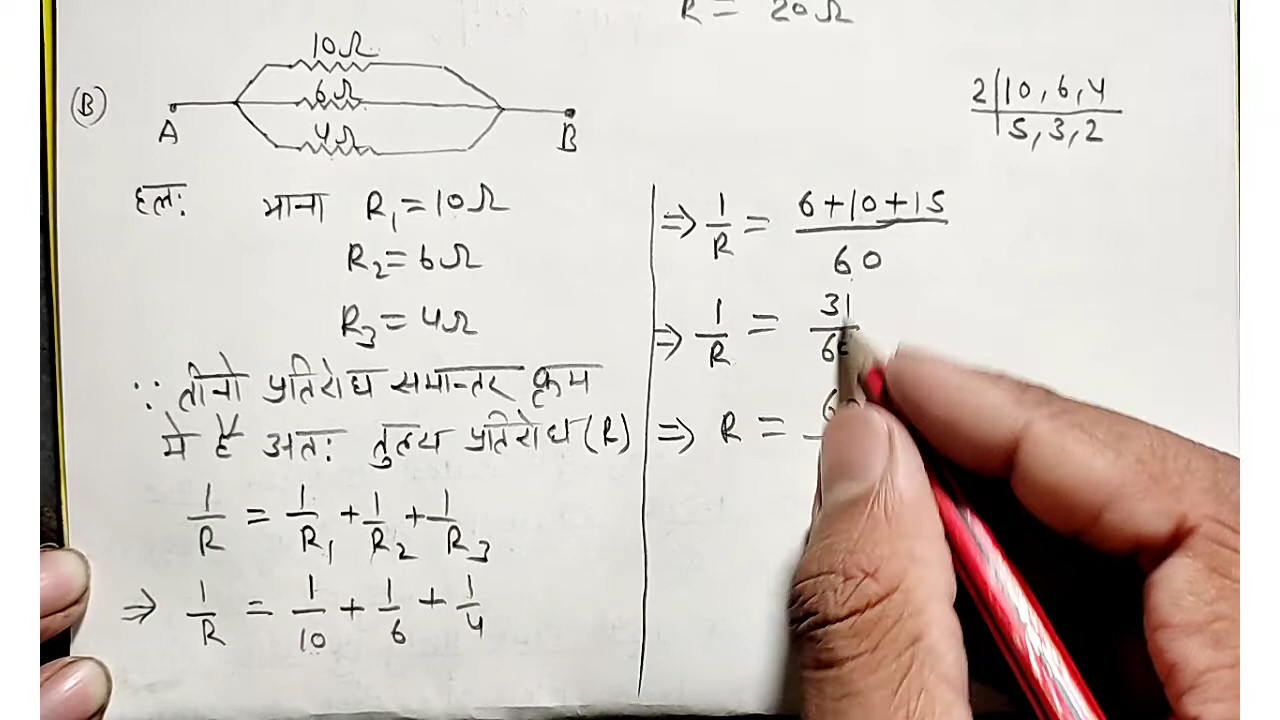 R = 20Ω
(B)
10Ω
6Ω
4Ω
A
B
2|10, 6, 4
5, 3, 2
हलः माना R₁ = 10Ω
R₂ = 6Ω
R₃ = 4Ω
∵ तीनो प्रतिरोध समान्तर क्रम
मे हैं अतः तुल्य प्रतिरोध (R)
1/R = 1/R₁ + 1/R₂ + 1/R₃
⇒ 1/R = 1/10 + 1/6 + 1/4
⇒ 1/R = 6+10+15/60
⇒ 1/R = 31/60
⇒ R =